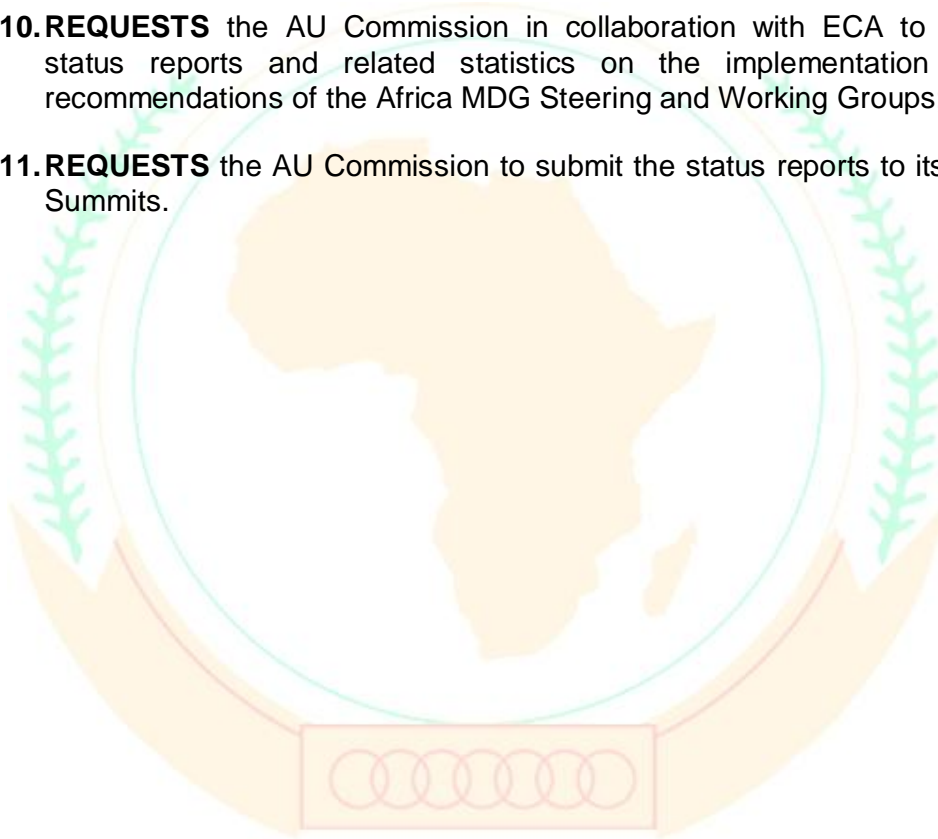 10. REQUESTS the AU Commission in collaboration with ECA to
status reports and related statistics on the implementation
recommendations of the Africa MDG Steering and Working Groups
11. REQUESTS the AU Commission to submit the status reports to its
Summits.